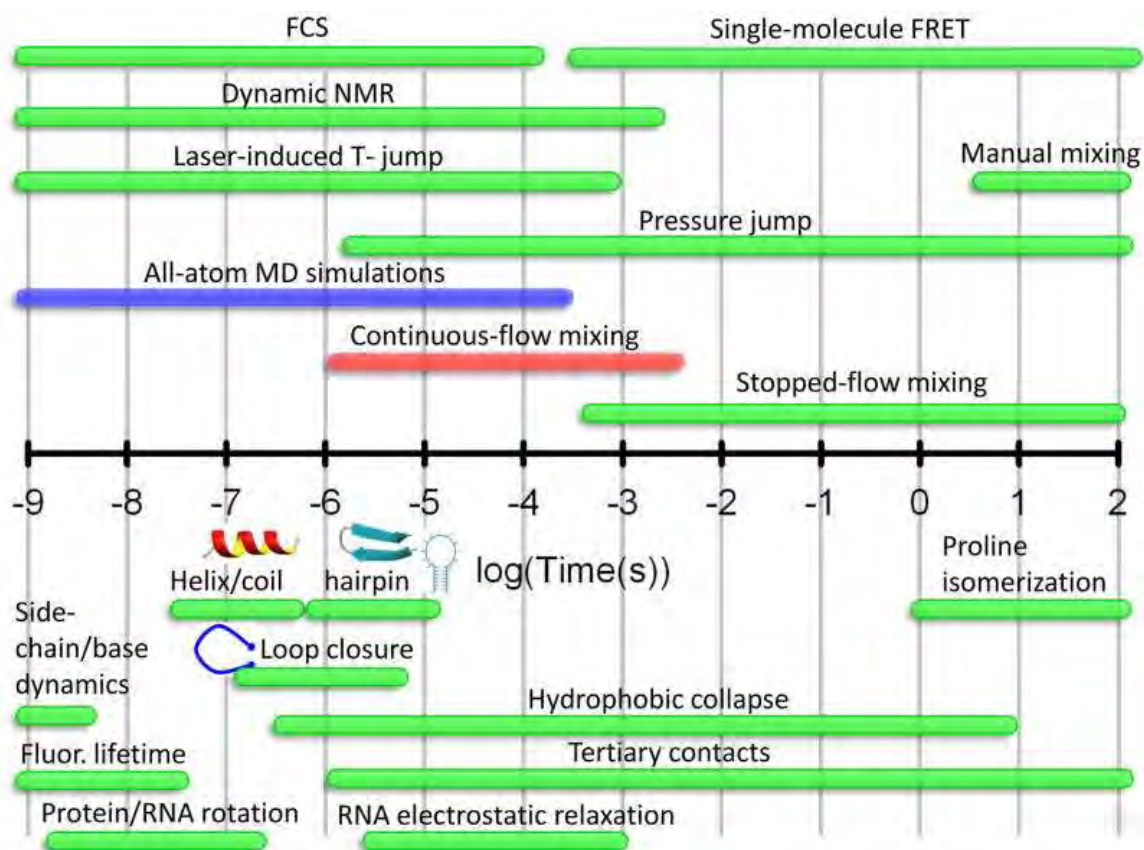 FCS
Single-molecule FRET
Dynamic NMR
Laser-induced T- jump
Manual mixing
Pressure jump
All-atom MD simulations
Continuous-flow mixing
Stopped-flow mixing
-9 -8 -7 -6 -5 -4 -3 -2 -1 0 1 2
log(Time(s))
Helix/coil
hairpin
Proline
isomerization
Side-
chain/base
dynamics
Loop closure
Hydrophobic collapse
Fluor. lifetime
Tertiary contacts
Protein/RNA rotation
RNA electrostatic relaxation